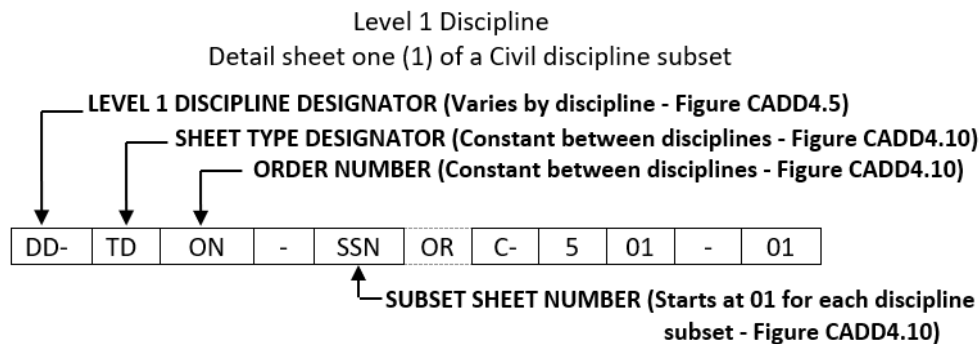 Level 1 Discipline
Detail sheet one (1) of a Civil discipline subset
LEVEL 1 DISCIPLINE DESIGNATOR (Varies by discipline - Figure CADD4.5)
SHEET TYPE DESIGNATOR (Constant between disciplines - Figure CADD4.10)
ORDER NUMBER (Constant between disciplines - Figure CADD4.10)
DD- TD ON - SSN OR C- 5 01 - 01
SUBSET SHEET NUMBER (Starts at 01 for each discipline
subset - Figure CADD4.10)